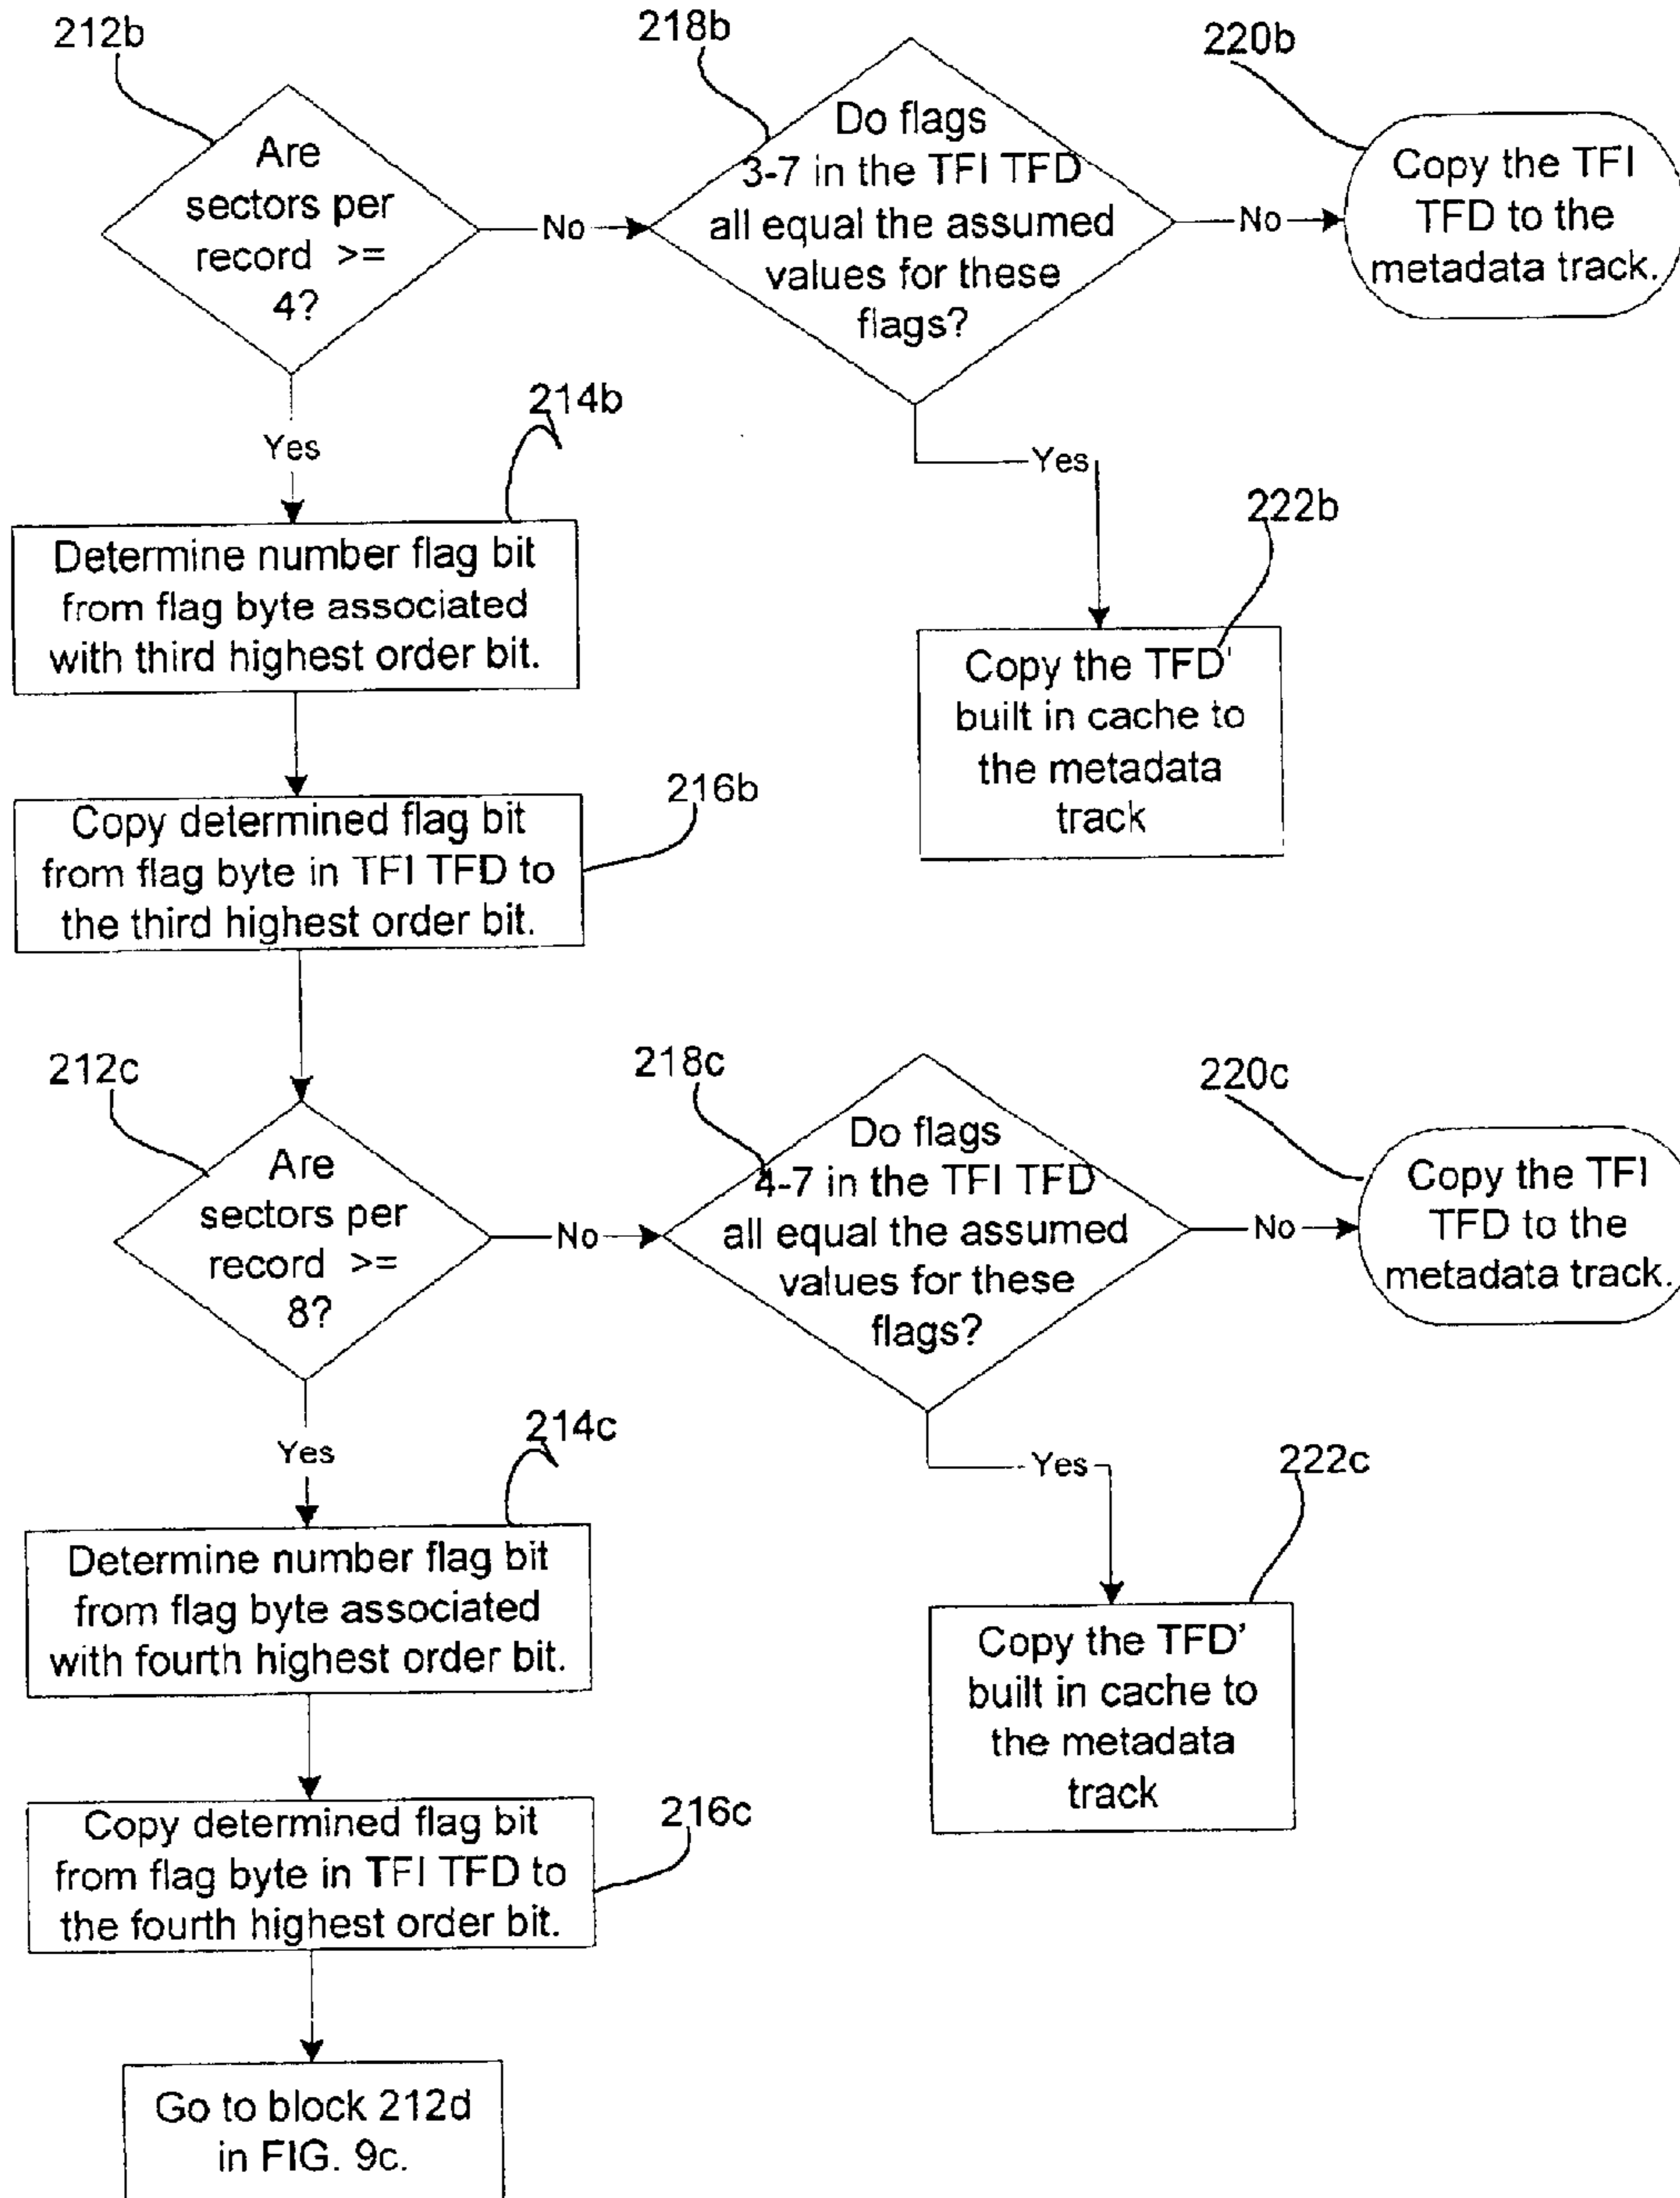 212b
218b
220b
Are
sectors per
record >=
4?
No
Do flags
3-7 in the TFI TFD
all equal the assumed
values for these
flags?
No
Copy the TFI
TFD to the
metadata track.
Yes
214b
Yes
222b
Determine number flag bit
from flag byte associated
with third highest order bit.
Copy the TFD'
built in cache to
the metadata
track
216b
Copy determined flag bit
from flag byte in TFI TFD to
the third highest order bit.
212c
218c
220c
Are
sectors per
record >=
8?
No
Do flags
4-7 in the TFI TFD
all equal the assumed
values for these
flags?
No
Copy the TFI
TFD to the
metadata track.
Yes
214c
Yes
222c
Determine number flag bit
from flag byte associated
with fourth highest order bit.
Copy the TFD'
built in cache to
the metadata
track
216c
Copy determined flag bit
from flag byte in TFI TFD to
the fourth highest order bit.
Go to block 212d
in FIG. 9c.